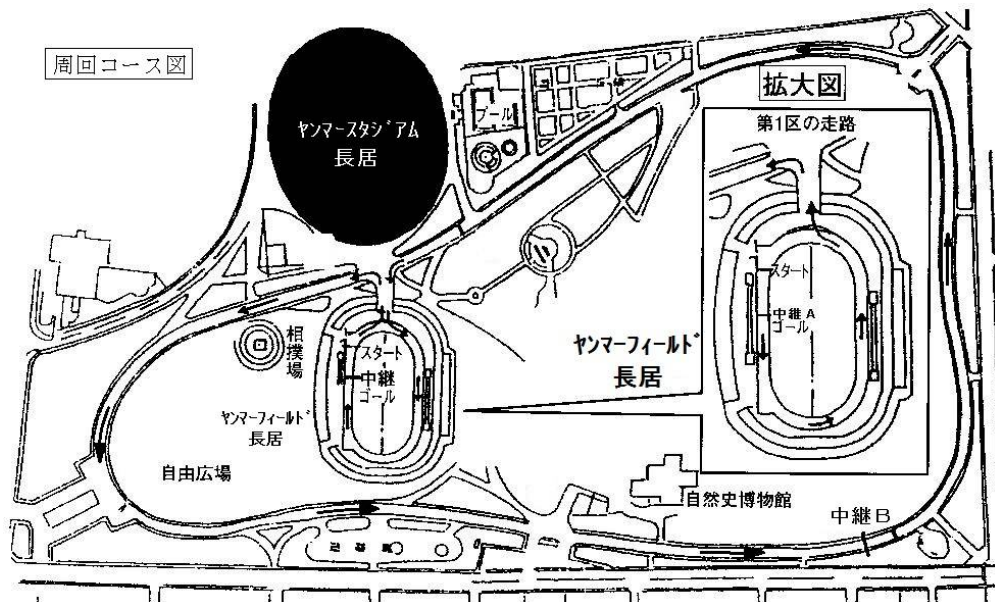 周回コース図
ヤンマースタジアム
長居
プール
拡大図
第1区の走路
スタート
中継A
ゴール
ヤンマーフィールド
長居
相撲場
スタート
中継
ゴール
ヤンマーフィールド
長居
自由広場
自然史博物館
中継B